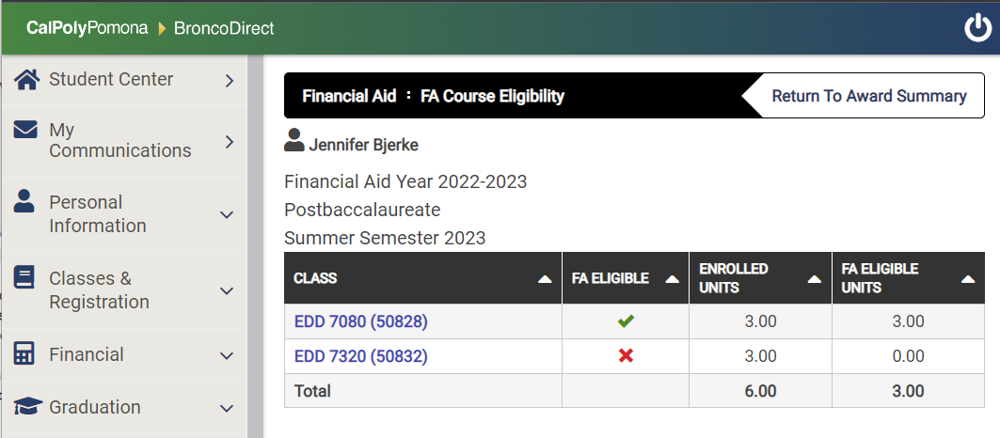 CalPolyPomona BroncoDirect
Student Center
My
Communications
Personal
Information
Classes &
Registration
Financial
Graduation
Financial Aid : FA Course Eligibility
Return To Award Summary
Jennifer Bjerke
Financial Aid Year 2022-2023
Postbaccalaureate
Summer Semester 2023
CLASS FA ELIGIBLE ENROLLED UNITS FA ELIGIBLE UNITS
EDD 7080 (50828) 3.00 3.00
EDD 7320 (50832) 3.00 0.00
Total 6.00 3.00